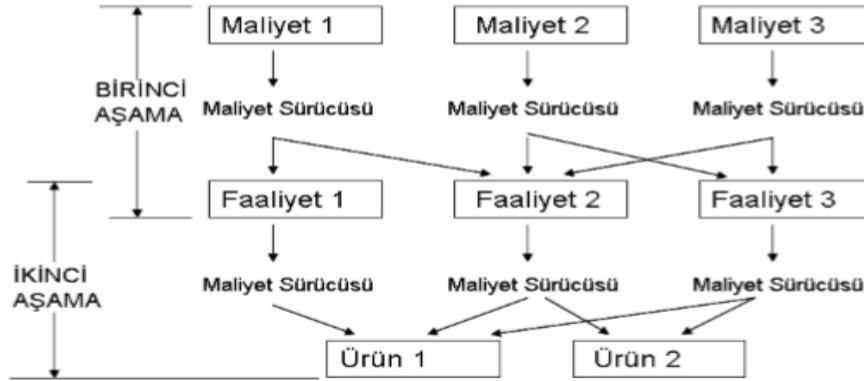 Maliyet 1 Maliyet 2 Maliyet 3
BİRİNCİ
AŞAMA
Maliyet Sürücüsü Maliyet Sürücüsü Maliyet Sürücüsü
Faaliyet 1 Faaliyet 2 Faaliyet 3
İKİNCİ
AŞAMA
Maliyet Sürücüsü Maliyet Sürücüsü Maliyet Sürücüsü
Ürün 1 Ürün 2